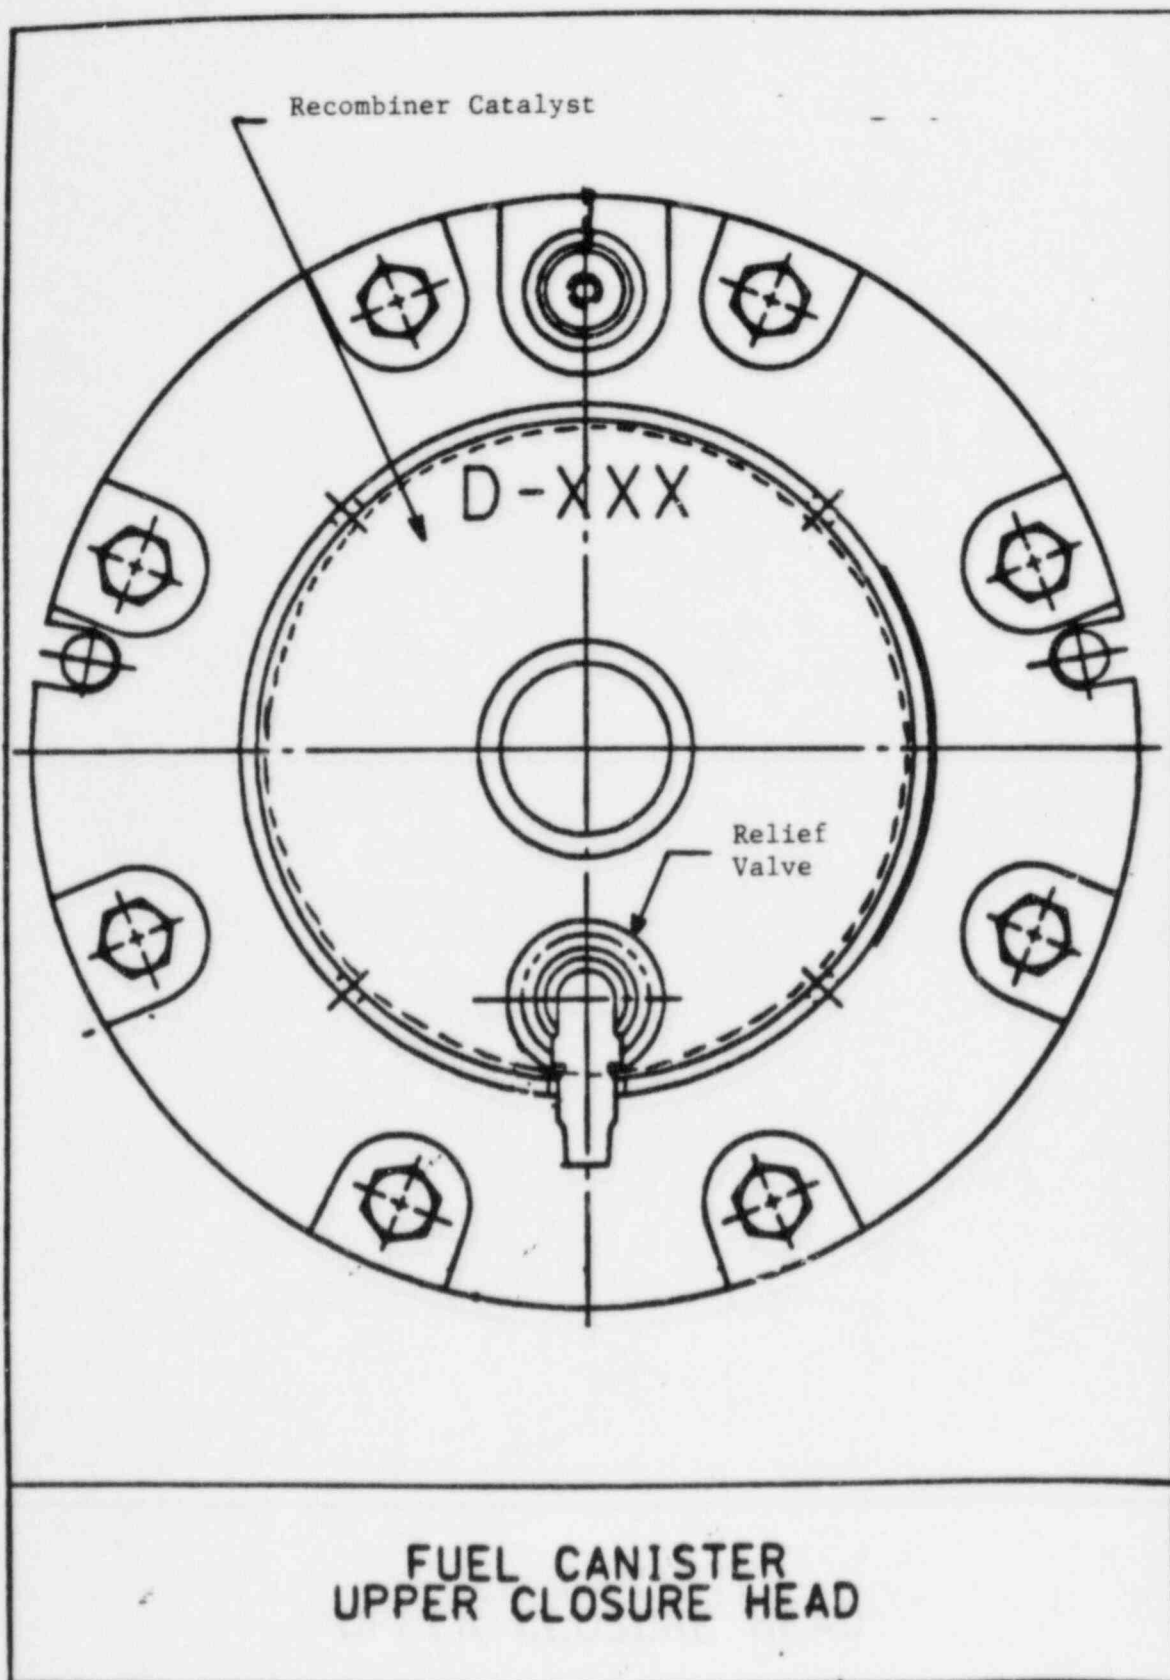 Recombiner Catalyst
D-XXX
Relief
Valve
FUEL CANISTER
UPPER CLOSURE HEAD